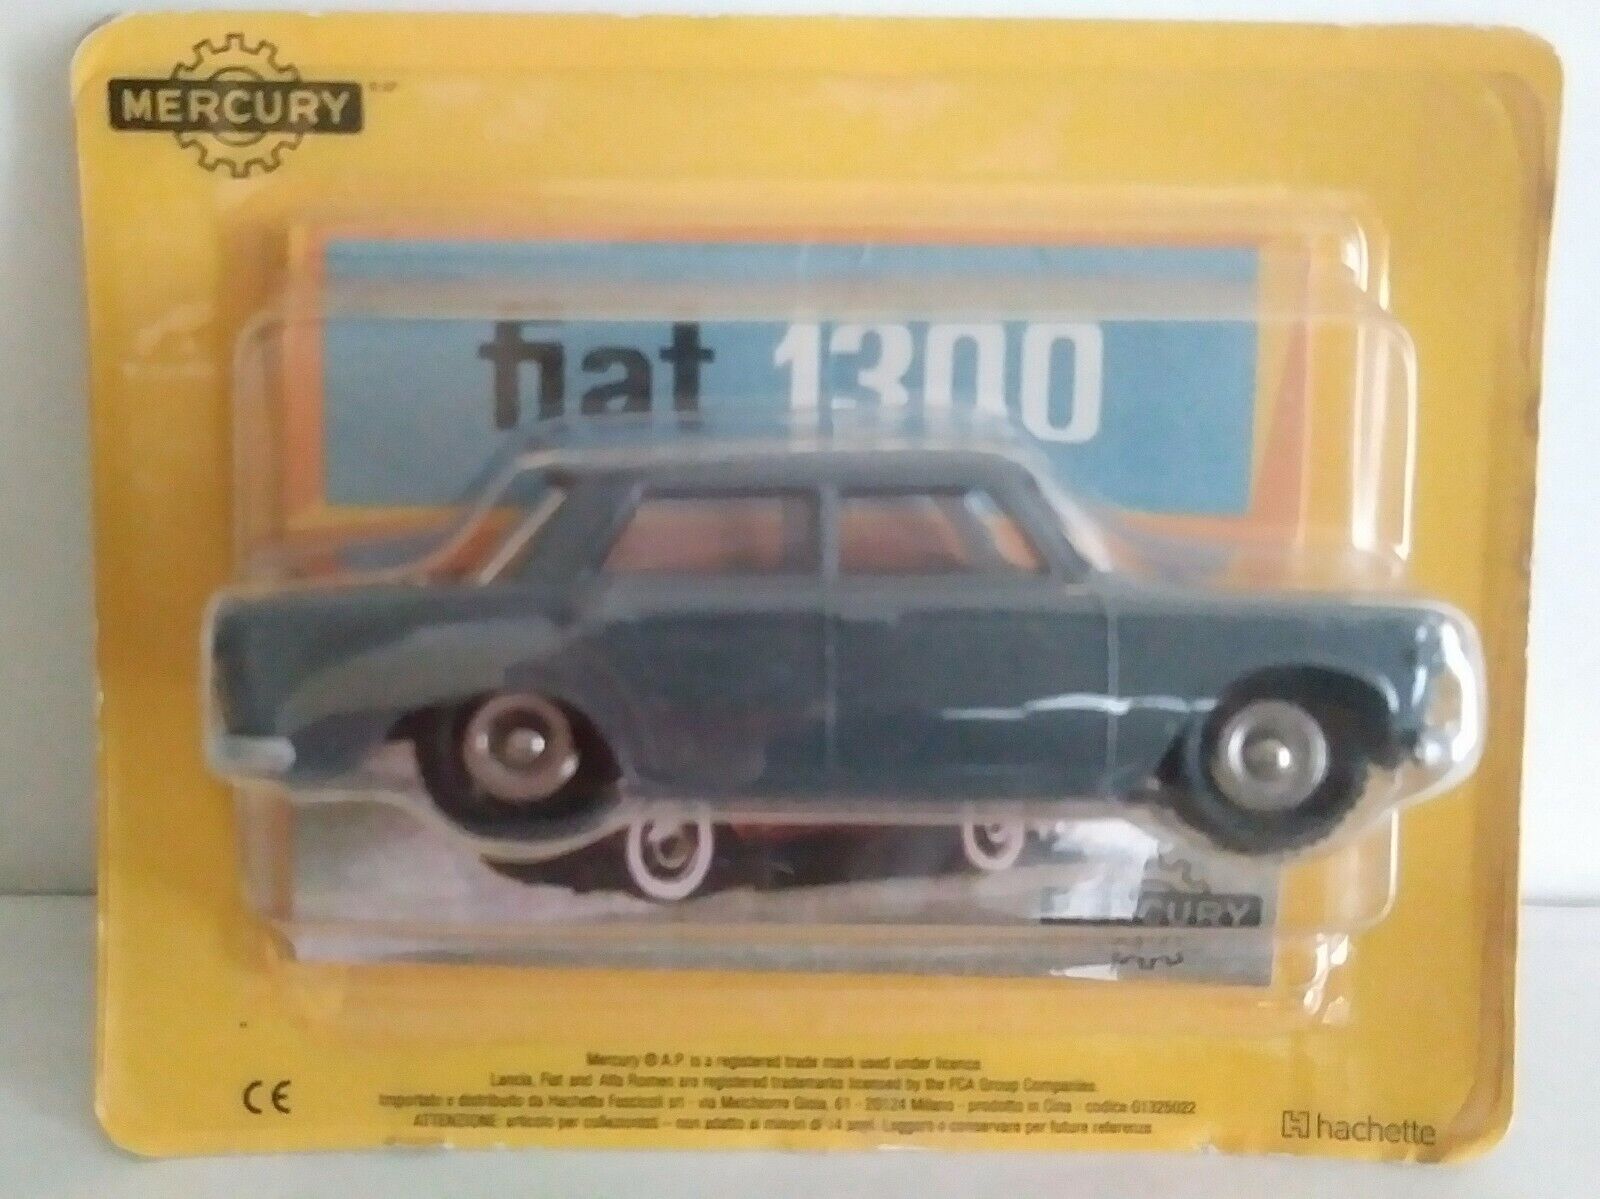 MERCURY
fiat 1300
MERCURY
Mercury ® A.P. is a registered trade mark used under licence
Lancia, Fiat and Alfa Romeo are registered trademarks licensed by the FCA Group Companies.
Importato e distribuito da Hachette Fascicoli srl - via Melchiorre Gioia, 61 - 20124 Milano - prodotto in Cina - codice 01325022
ATTENZIONE: articolo per collezionisti - non adatto ai minori di 14 anni. Leggere e conservare per future referenze
CE
hachette